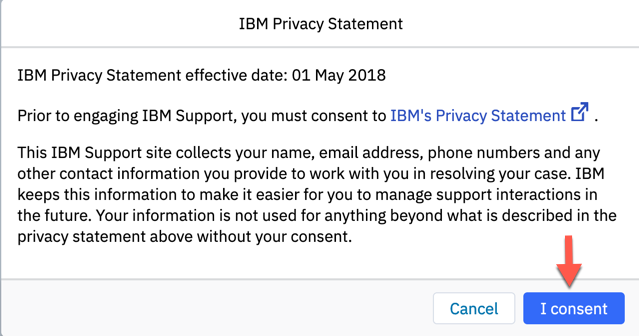 IBM Privacy Statement
IBM Privacy Statement effective date: 01 May 2018
Prior to engaging IBM Support, you must consent to IBM's Privacy Statement .
This IBM Support site collects your name, email address, phone numbers and any
other contact information you provide to work with you in resolving your case. IBM
keeps this information to make it easier for you to manage support interactions in
the future. Your information is not used for anything beyond what is described in the
privacy statement above without your consent.
Cancel
I consent